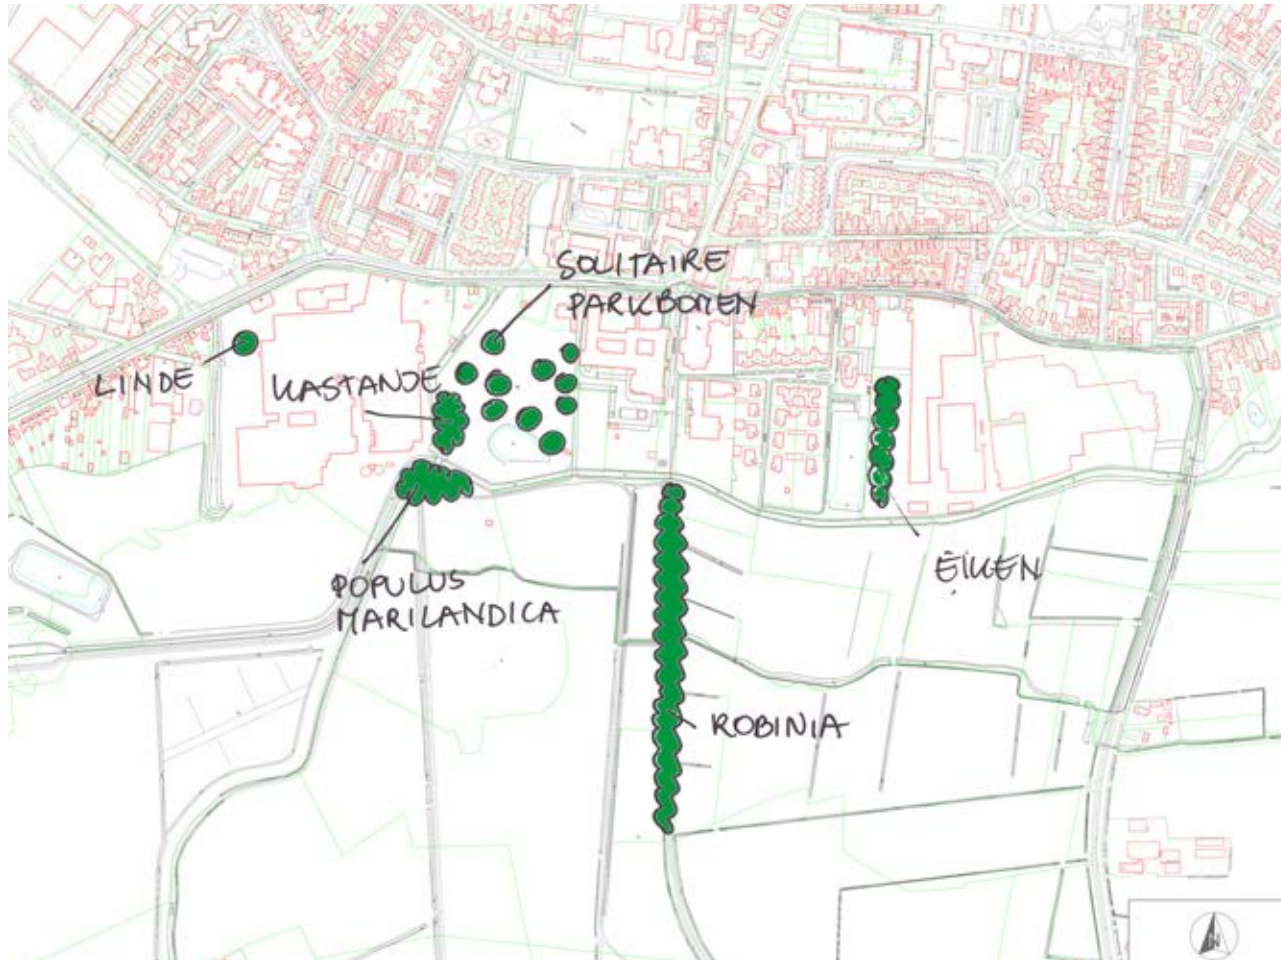 SOLITAIRE
PARKBOMEN
LINDE
KASTANJE
POPULUS
MARILANDICA
EIKEN
ROBINIA